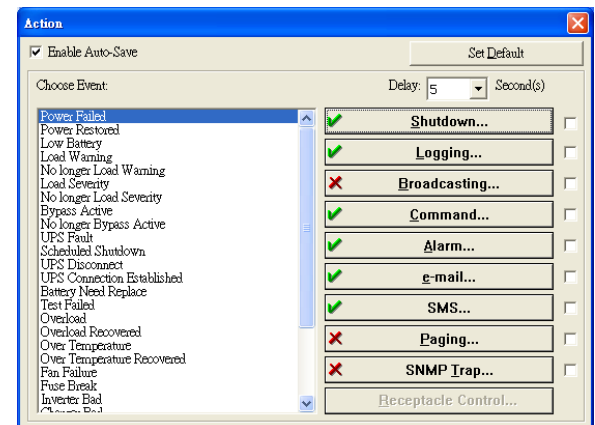 Action
Enable Auto-Save
Set Default
Choose Event:
Delay: 5 Second(s)
Power Failed
Power Restored
Low Battery
Load Warning
No longer Load Warning
Load Severity
No longer Load Severity
Bypass Active
No longer Bypass Active
UPS Fault
Scheduled Shutdown
UPS Disconnect
UPS Connection Established
Battery Need Replace
Test Failed
Overload
Overload Recovered
Over Temperature
Over Temperature Recovered
Fan Failure
Fuse Break
Inverter Bad
Shutdown...
Logging...
Broadcasting...
Command...
Alarm...
e-mail...
SMS...
Paging...
SNMP Trap...
Receptacle Control...